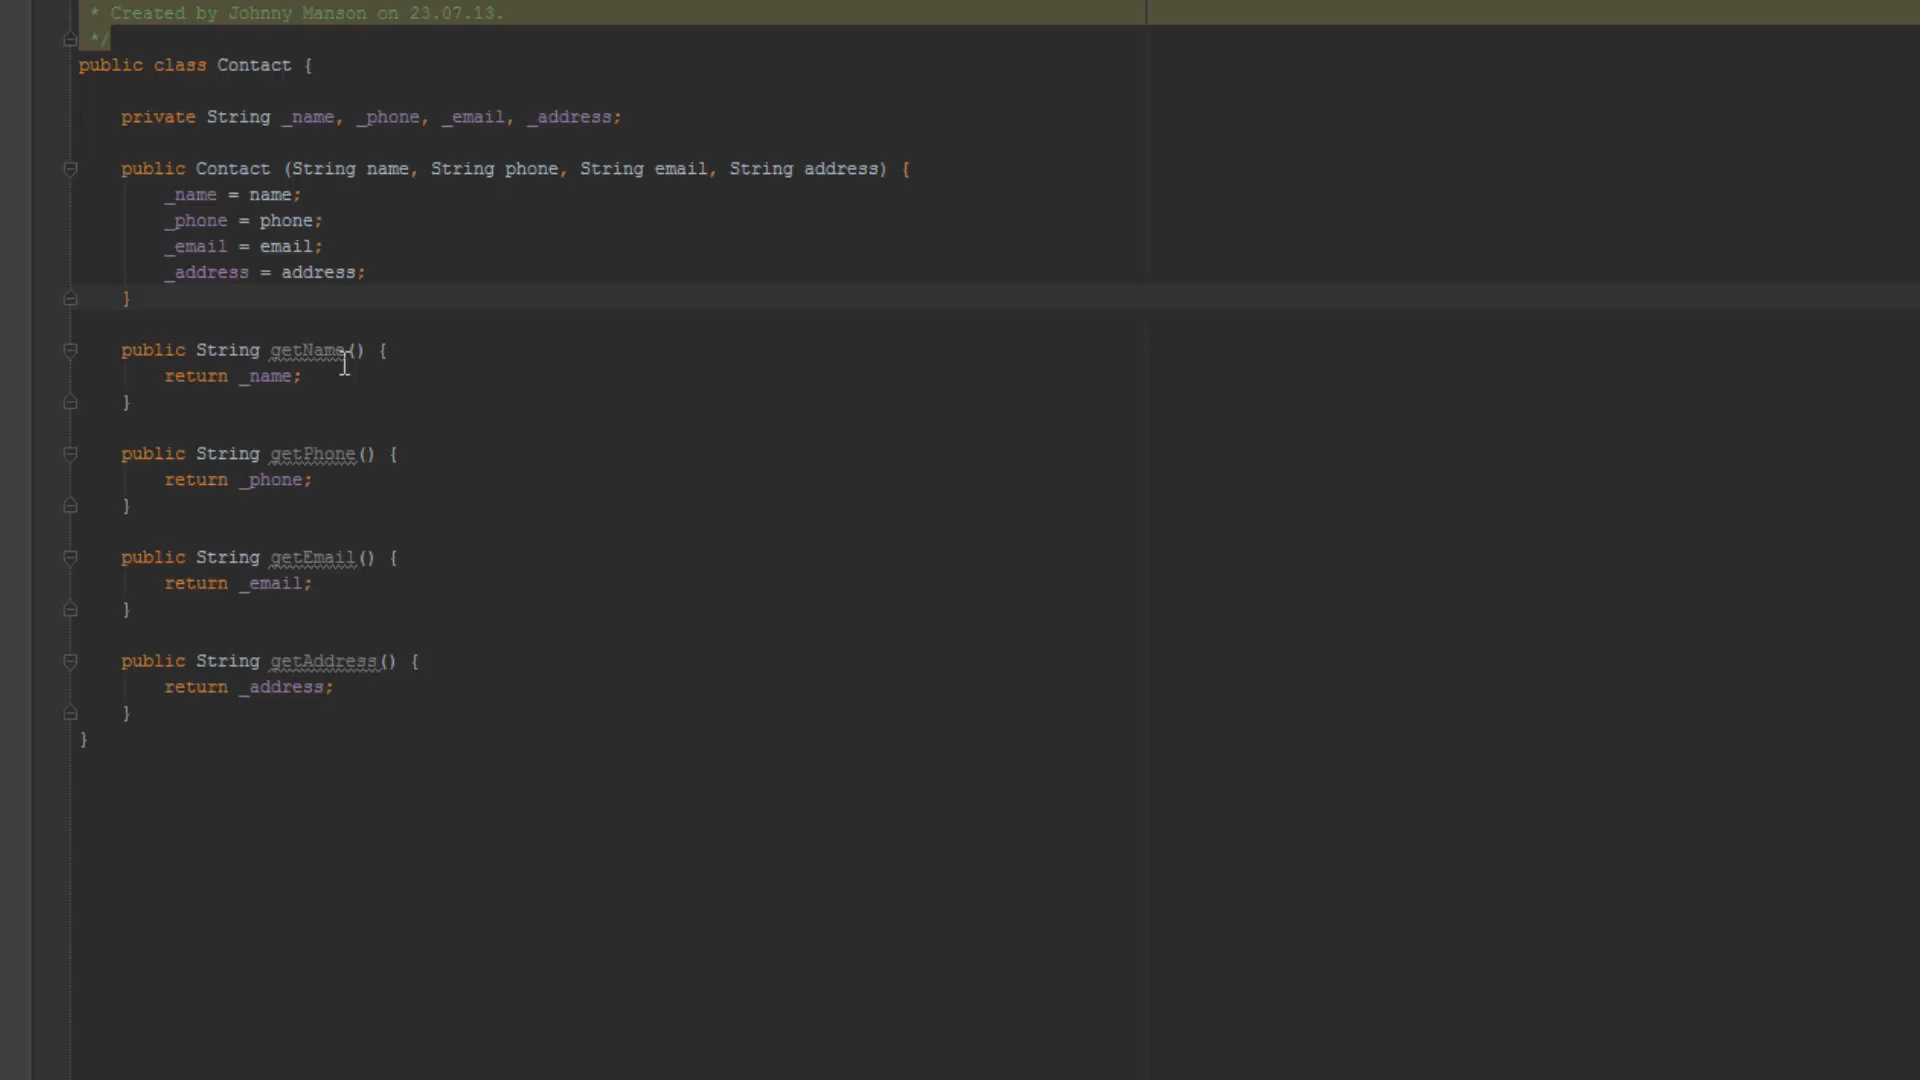 * Created by Johnny Manson on 23.07.13.
*/
public class Contact {
private String _name, _phone, _email, _address;
public Contact (String name, String phone, String email, String address) {
_name = name;
_phone = phone;
_email = email;
_address = address;
}
public String getName() {
return _name;
}
public String getPhone() {
return _phone;
}
public String getEmail() {
return _email;
}
public String getAddress() {
return _address;
}
}